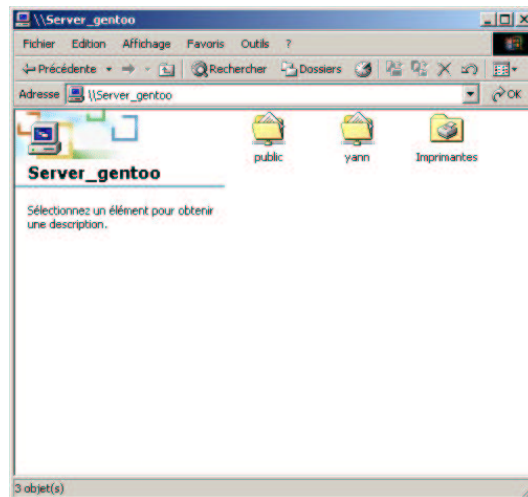 \\Server_gentoo
Fichier Edition Affichage Favoris Outils ?
Précédente Rechercher Dossiers
Adresse \\Server_gentoo OK
public yann Imprimantes
Server_gentoo
Sélectionnez un élément pour obtenir
une description.
3 objet(s)